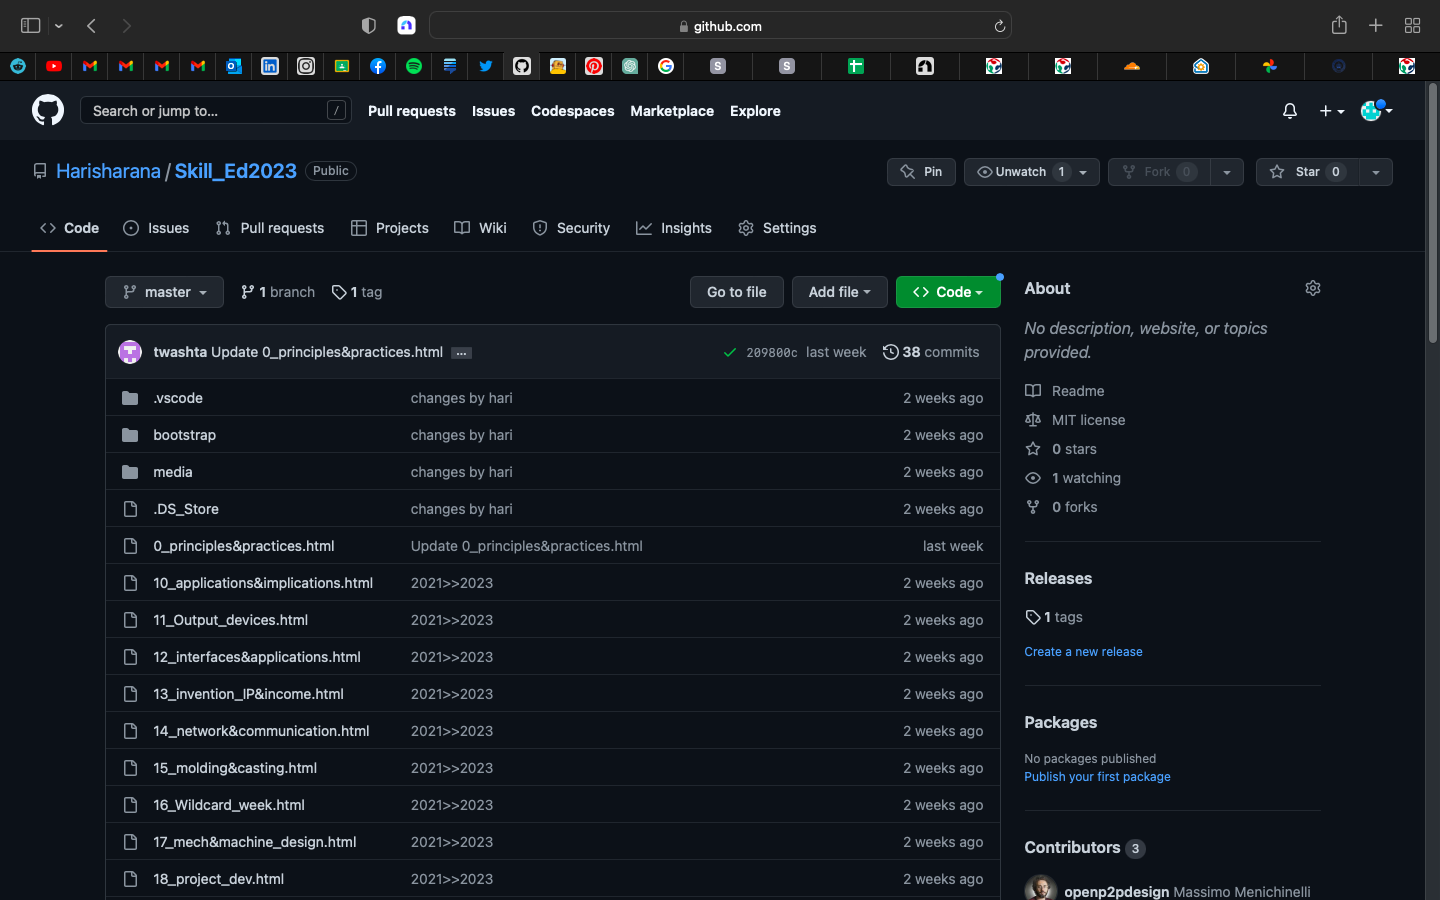 github.com
Search or jump to...
/
Pull requests
Issues
Codespaces
Marketplace
Explore
Harisharana / Skill_Ed2023
Public
Pin
Unwatch 1
Fork 0
Star 0
Code
Issues
Pull requests
Projects
Wiki
Security
Insights
Settings
master
1 branch
1 tag
Go to file
Add file
Code
twashta Update 0_principles&practices.html ...
209800c last week
38 commits
.vscode changes by hari 2 weeks ago
bootstrap changes by hari 2 weeks ago
media changes by hari 2 weeks ago
.DS_Store changes by hari 2 weeks ago
0_principles&practices.html Update 0_principles&practices.html last week
10_applications&implications.html 2021>>2023 2 weeks ago
11_Output_devices.html 2021>>2023 2 weeks ago
12_interfaces&applications.html 2021>>2023 2 weeks ago
13_invention_IP&income.html 2021>>2023 2 weeks ago
14_network&communication.html 2021>>2023 2 weeks ago
15_molding&casting.html 2021>>2023 2 weeks ago
16_Wildcard_week.html 2021>>2023 2 weeks ago
17_mech&machine_design.html 2021>>2023 2 weeks ago
18_project_dev.html 2021>>2023 2 weeks ago
About
No description, website, or topics
provided.
Readme
MIT license
0 stars
1 watching
0 forks
Releases
1 tags
Create a new release
Packages
No packages published
Publish your first package
Contributors 3
openp2pdesign Massimo Menichinelli